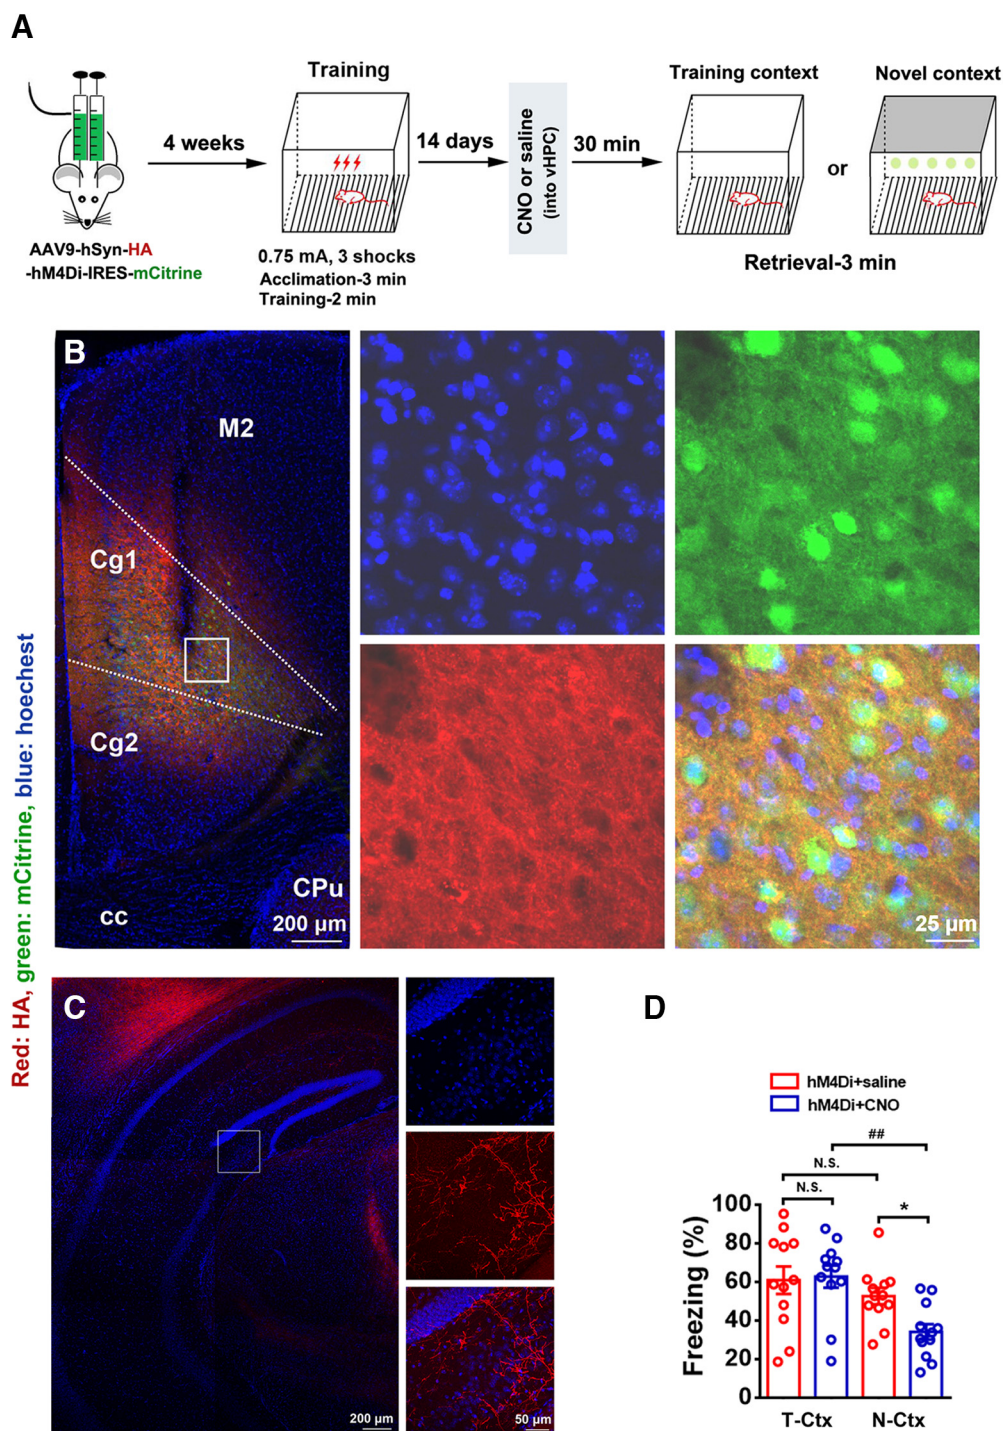 A
Training
Training context
Novel context
4 weeks
14 days
CNO or saline
(into vHPC)
30 min
or
AAV9-hSyn-HA
-hM4Di-IRES-mCitrine
0.75 mA, 3 shocks
Acclimation-3 min
Training-2 min
Retrieval-3 min
Red: HA, green: mCitrine, blue: hoechest
B
M2
Cg1
Cg2
CPu
cc
200 µm
25 µm
C
200 µm
50 µm
D
hM4Di+saline
hM4Di+CNO
##
N.S.
N.S.
*
Freezing (%)
100
80
60
40
20
0
T-Ctx
N-Ctx